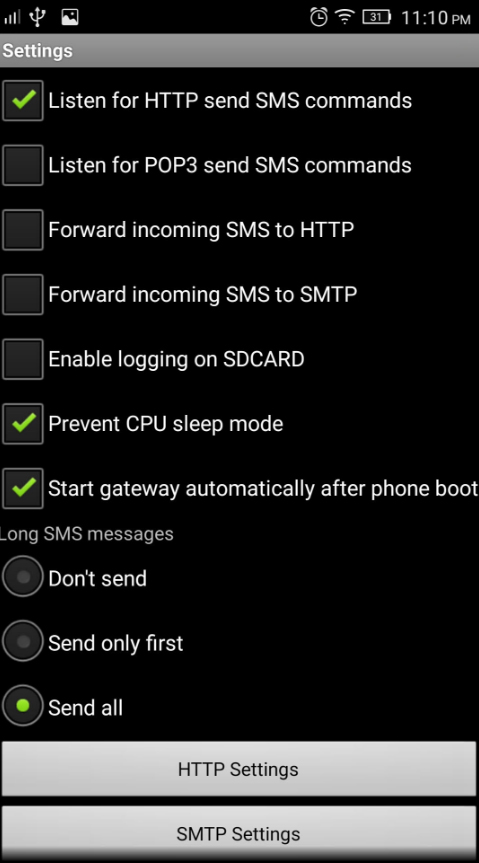 31 11:10 PM
Settings
Listen for HTTP send SMS commands
Listen for POP3 send SMS commands
Forward incoming SMS to HTTP
Forward incoming SMS to SMTP
Enable logging on SDCARD
Prevent CPU sleep mode
Start gateway automatically after phone boot
Long SMS messages
Don't send
Send only first
Send all
HTTP Settings
SMTP Settings